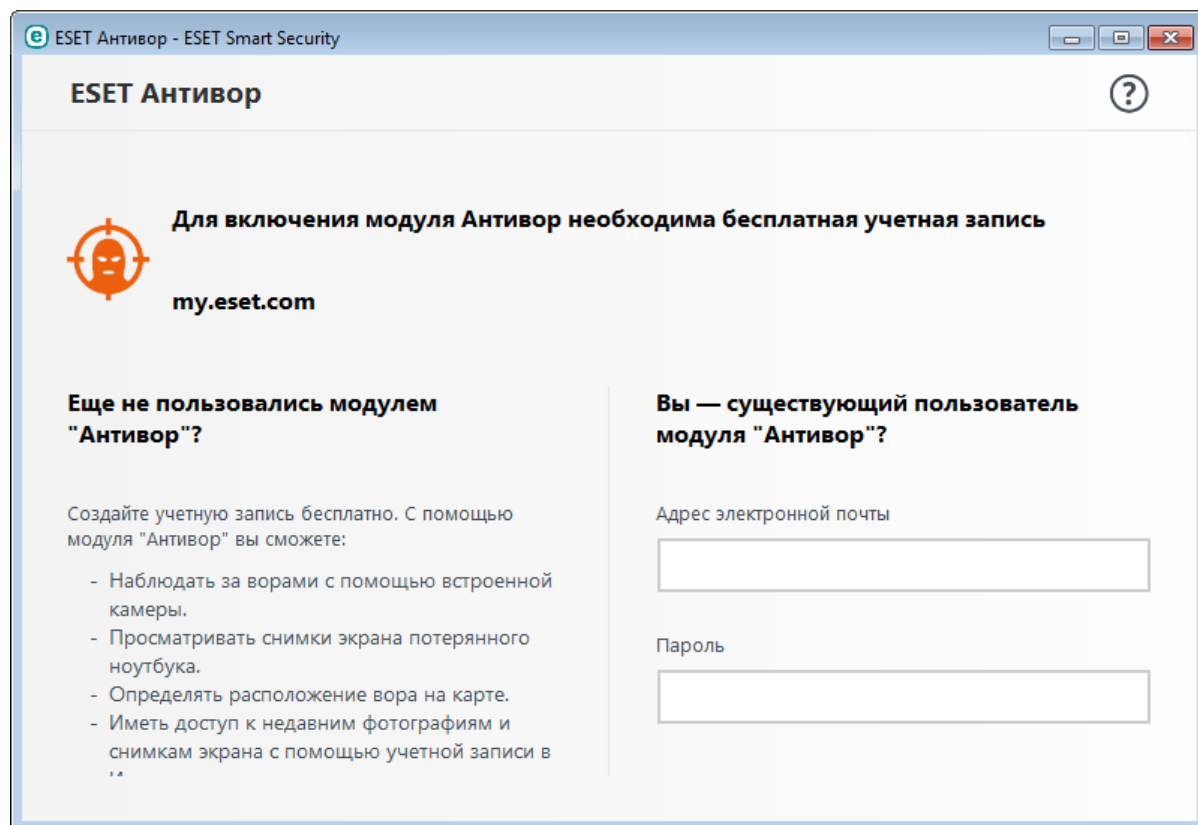 ESET Антивор - ESET Smart Security
ESET Антивор
?
Для включения модуля Антивор необходима бесплатная учетная запись
my.eset.com
Еще не пользовались модулем
"Антивор"?
Создайте учетную запись бесплатно. С помощью
модуля "Антивор" вы сможете:
- Наблюдать за ворами с помощью встроенной
камеры.
- Просматривать снимки экрана потерянного
ноутбука.
- Определять расположение вора на карте.
- Иметь доступ к недавним фотографиям и
снимкам экрана с помощью учетной записи в
Вы — существующий пользователь
модуля "Антивор"?
Адрес электронной почты
Пароль